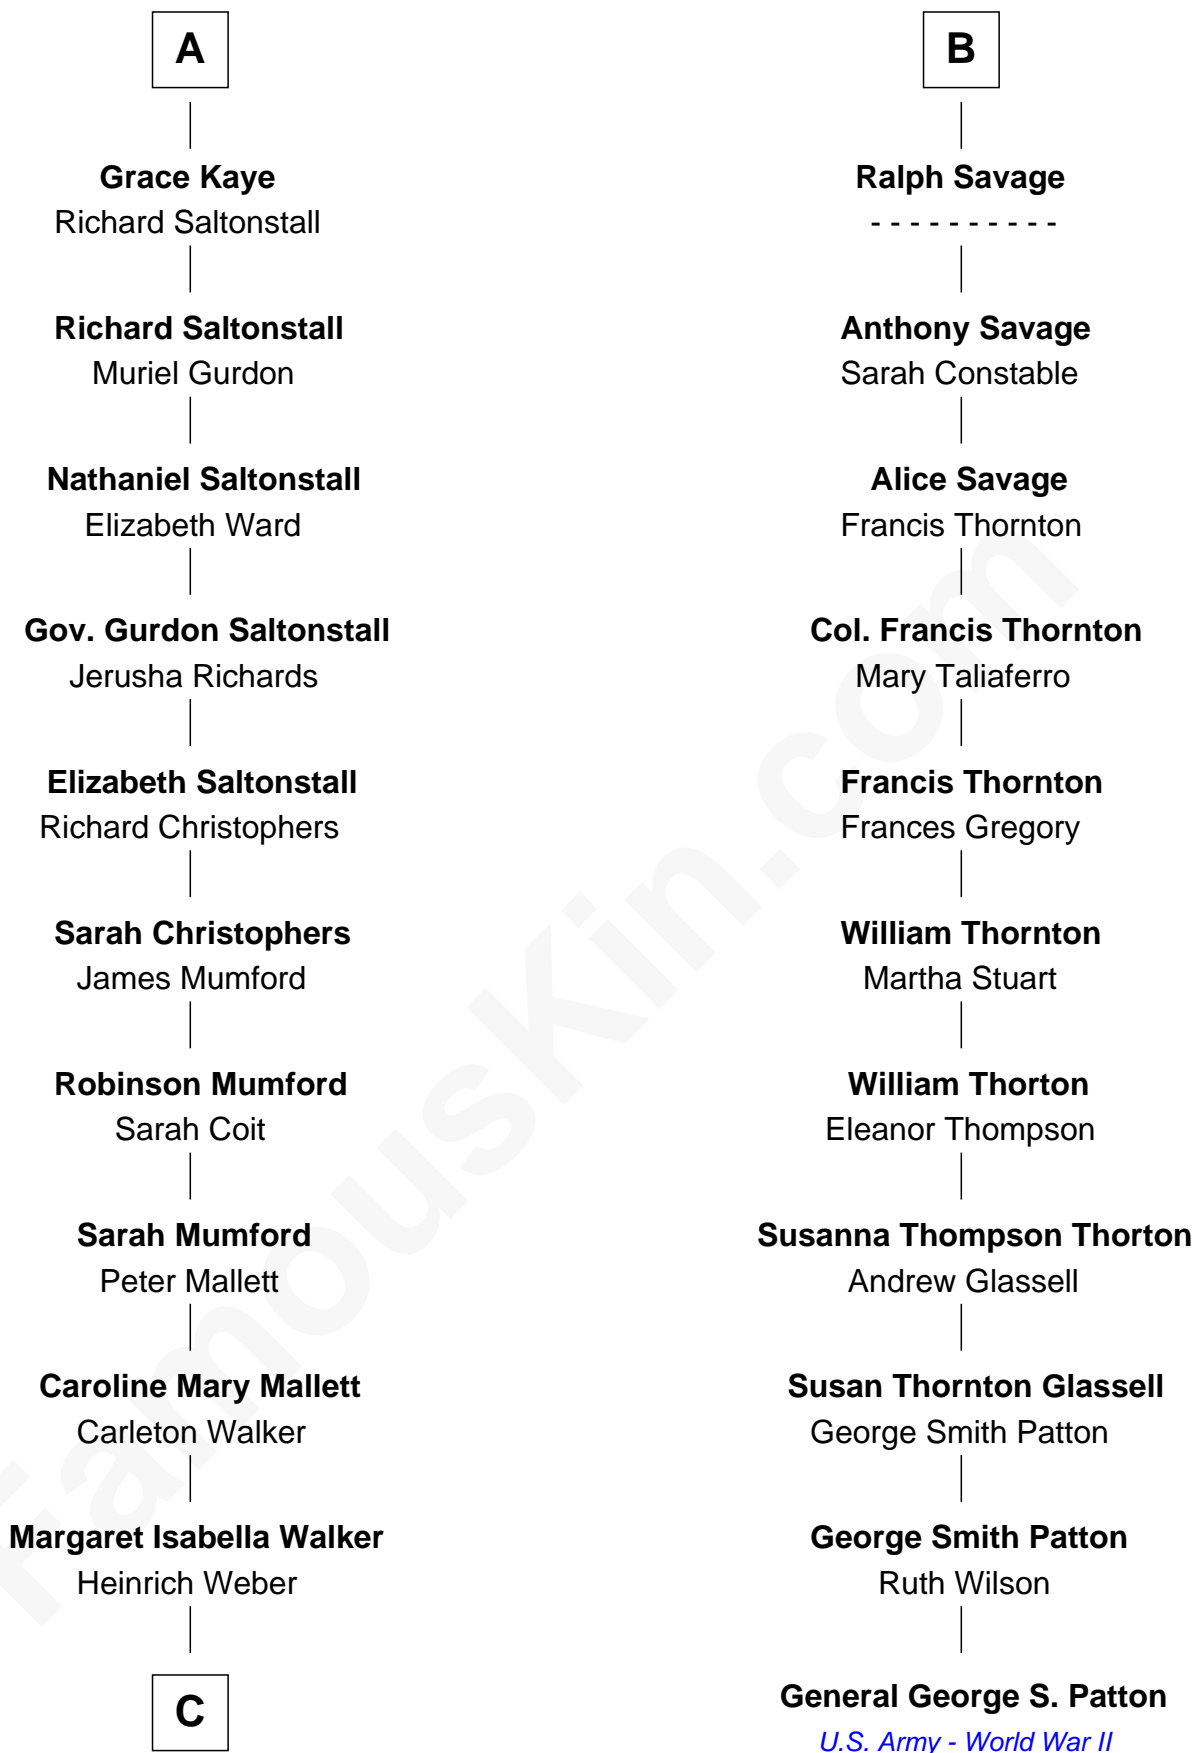 A
Grace Kaye
Richard Saltonstall
Richard Saltonstall
Muriel Gurdon
Nathaniel Saltonstall
Elizabeth Ward
Gov. Gurdon Saltonstall
Jerusha Richards
Elizabeth Saltonstall
Richard Christophers
Sarah Christophers
James Mumford
Robinson Mumford
Sarah Coit
Sarah Mumford
Peter Mallett
Caroline Mary Mallett
Carleton Walker
Margaret Isabella Walker
Heinrich Weber
C
B
Ralph Savage
- - - - - - - - - -
Anthony Savage
Sarah Constable
Alice Savage
Francis Thornton
Col. Francis Thornton
Mary Taliaferro
Francis Thornton
Frances Gregory
William Thornton
Martha Stuart
William Thorton
Eleanor Thompson
Susanna Thompson Thorton
Andrew Glassell
Susan Thornton Glassell
George Smith Patton
George Smith Patton
Ruth Wilson
General George S. Patton
U.S. Army - World War II
FamousKin.com